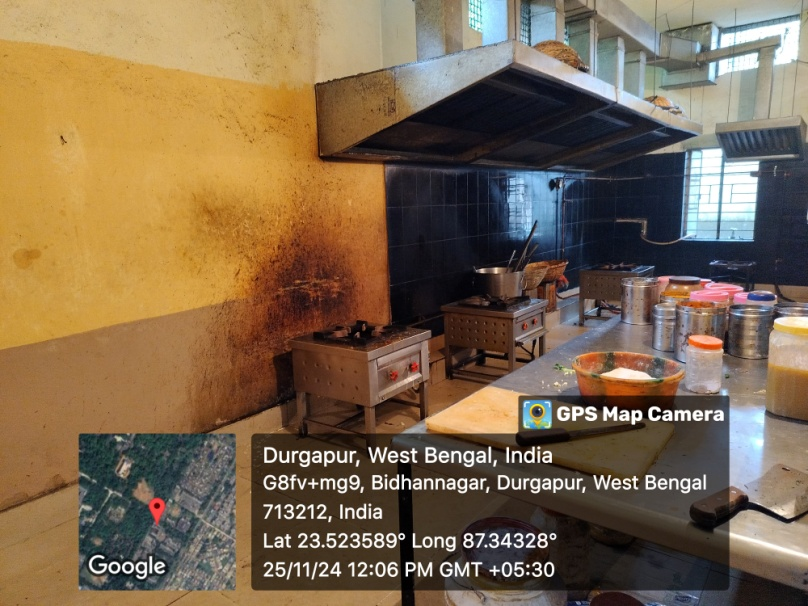 GPS Map Camera
Durgapur, West Bengal, India
G8fv+mg9, Bidhannagar, Durgapur, West Bengal
713212, India
Lat 23.523589° Long 87.34328°
25/11/24 12:06 PM GMT +05:30
Google